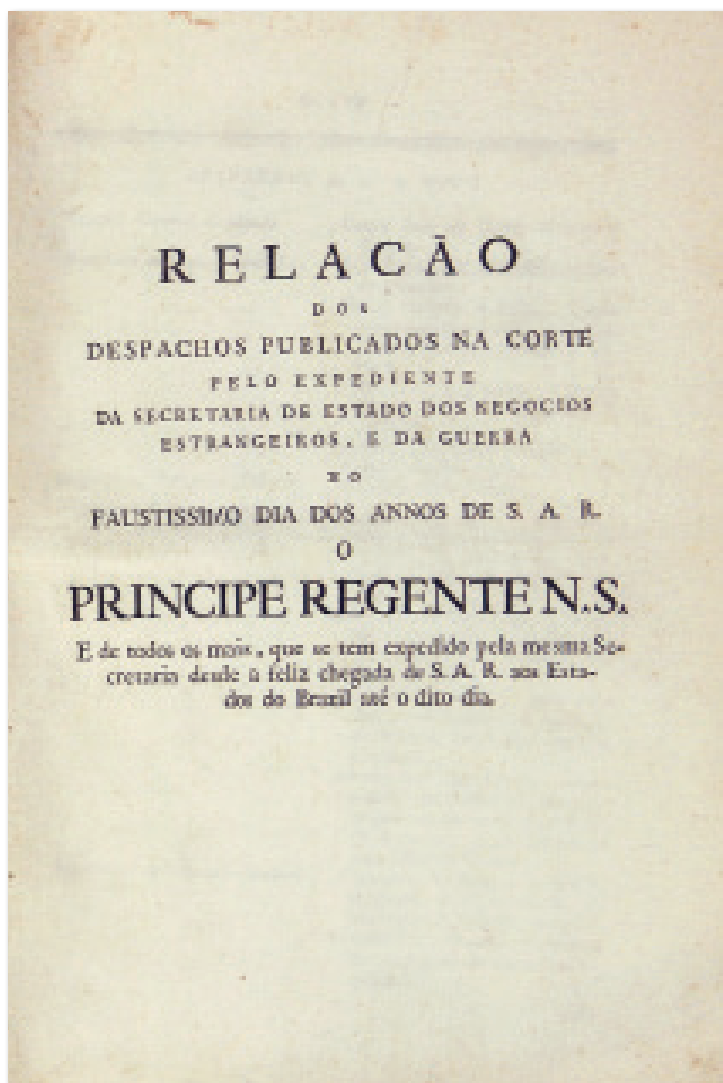 RELAÇÃO
DOS
DESPACHOS PUBLICADOS NA CORTE
PELO EXPEDIENTE
DA SECRETARIA DE ESTADO DOS NEGOCIOS
ESTRANGEIROS, E DA GUERRA
NO
FAUSTISSIMO DIA DOS ANNOS DE S. A. R.
O
PRINCIPE REGENTE N.S.
E de todos os mais, que se tem expedido pela mesma Se-
cretaria desde a feliz chegada de S. A. R. aos Esta-
dos do Brazil até o dito dia.